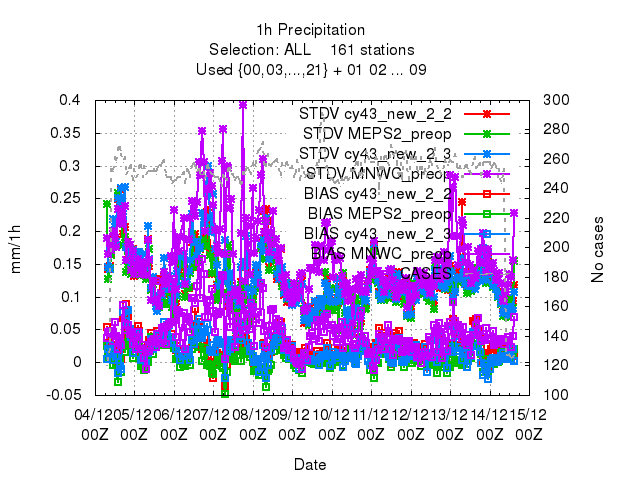 1h Precipitation
Selection: ALL    161 stations
Used {00,03,...,21} + 01 02 ... 09
0.4
0.35
0.3
0.25
0.2
0.15
0.1
0.05
0
-0.05
mm/1h
STDV cy43_new_2_2
STDV MEPS2_preop
STDV cy43_new_2_3
STDV MNWC_preop
BIAS cy43_new_2_2
BIAS MEPS2_preop
BIAS cy43_new_2_3
BIAS MNWC_preop
CASES
300
280
260
240
220
200
180
160
140
120
100
No cases
04/12 05/12 06/12 07/12 08/12 09/12 10/12 11/12 12/12 13/12 14/12 15/12
00Z 00Z 00Z 00Z 00Z 00Z 00Z 00Z 00Z 00Z 00Z 00Z
Date